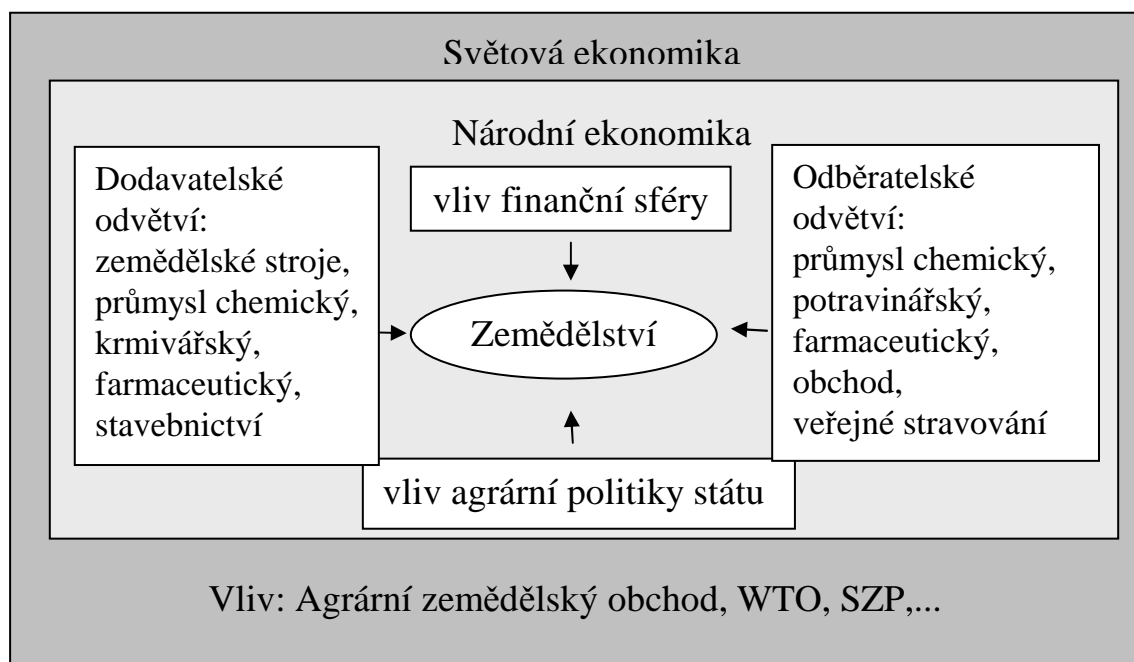 Světová ekonomika
Národní ekonomika
Dodavatelské
odvětví:
zemědělské stroje,
průmysl chemický,
krmivářský,
farmaceutický,
stavebnictví
vliv finanční sféry
Zemědělství
vliv agrární politiky státu
Odběratelské
odvětví:
průmysl chemický,
potravinářský,
farmaceutický,
obchod,
veřejné stravování
Vliv: Agrární zemědělský obchod, WTO, SZP,...